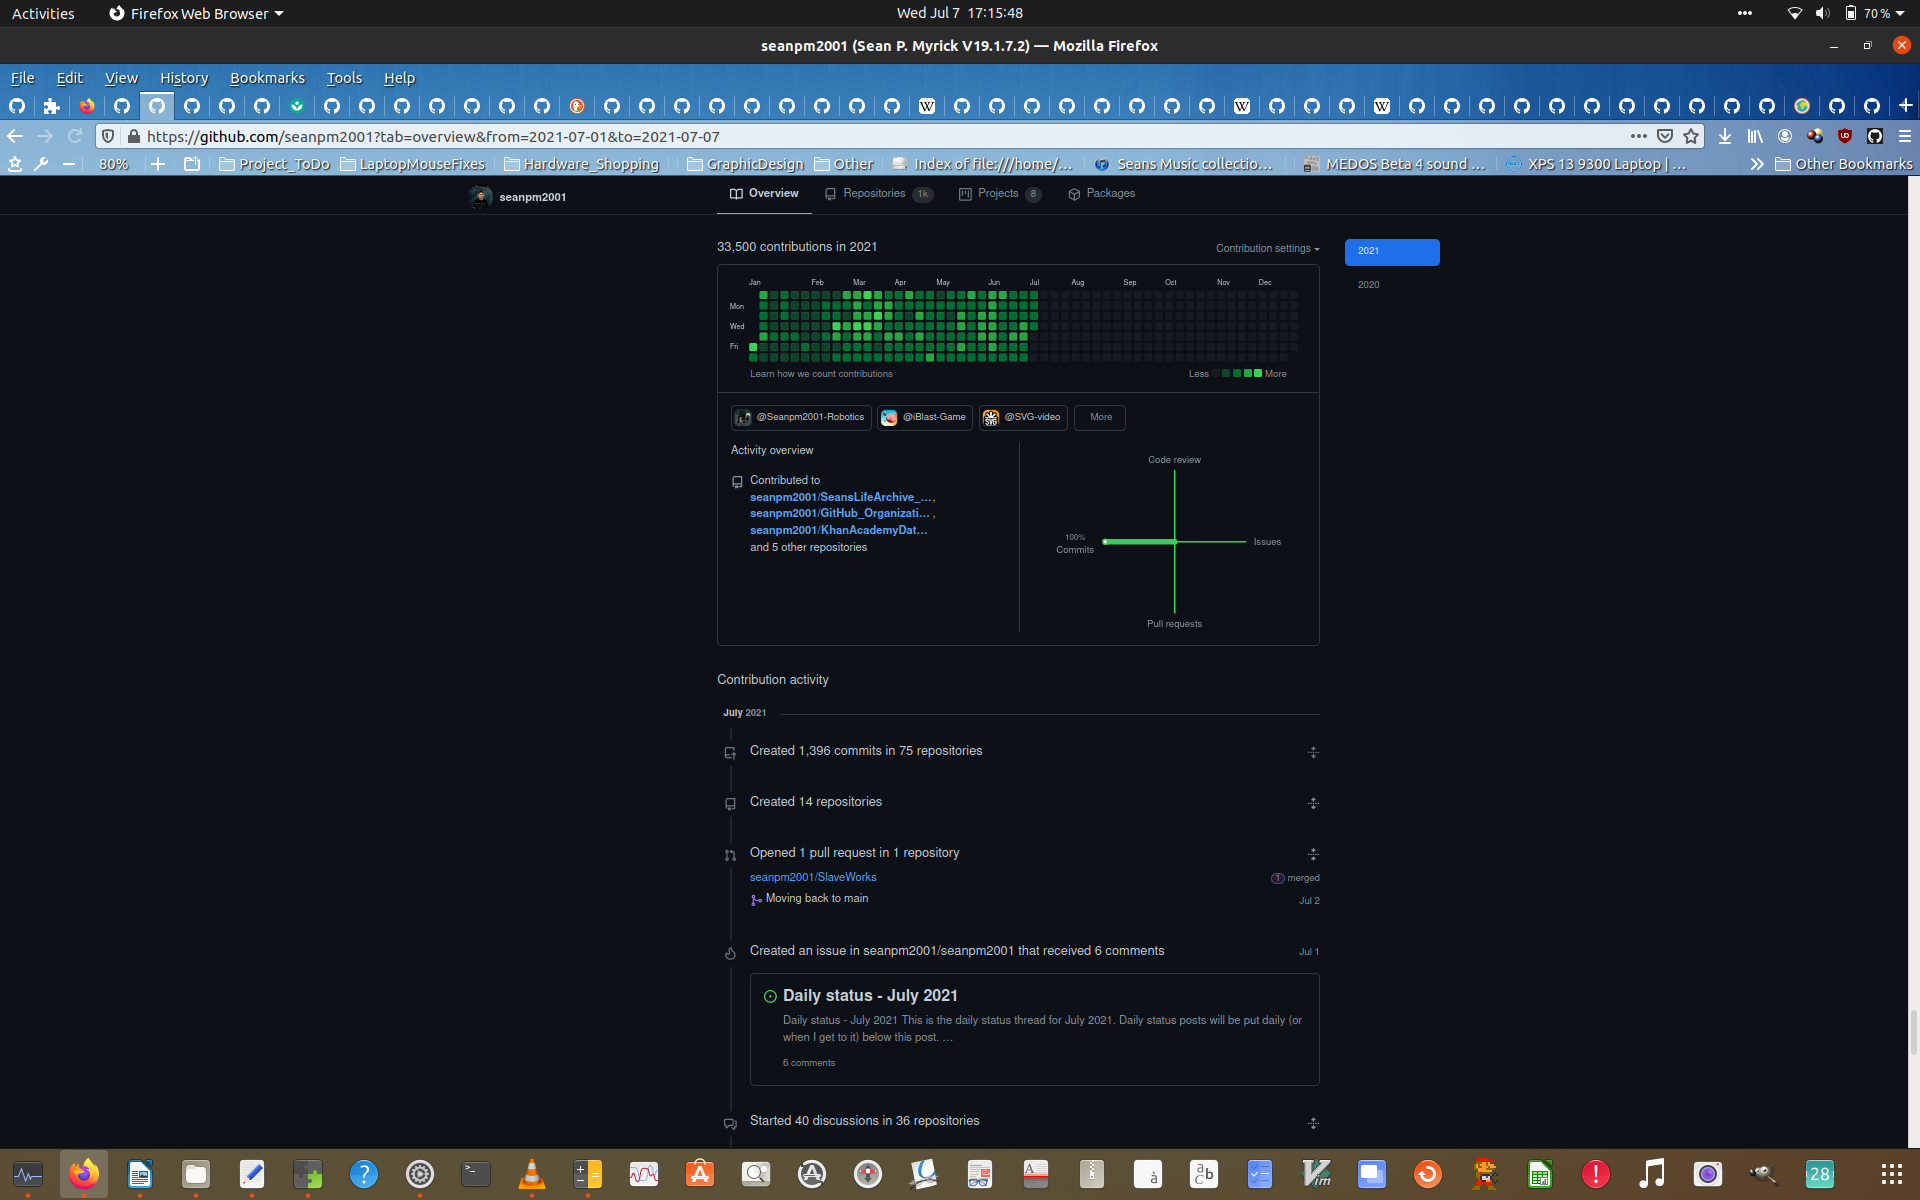 Activities
Firefox Web Browser
Wed Jul 7 17:15:48
70 %
seanpm2001 (Sean P. Myrick V19.1.7.2) — Mozilla Firefox
File Edit View History Bookmarks Tools Help
https://github.com/seanpm2001?tab=overview&from=2021-07-01&to=2021-07-07
80%
Project_ToDo
LaptopMouseFixes
Hardware_Shopping
GraphicDesign
Other
Index of file:///home/...
Seans Music collectio...
MEDOS Beta 4 sound ...
XPS 13 9300 Laptop | ...
Other Bookmarks
seanpm2001
Overview
Repositories 1k
Projects 8
Packages
33,500 contributions in 2021
Contribution settings
2021
2020
Jan Feb Mar Apr May Jun Jul Aug Sep Oct Nov Dec
Mon
Wed
Fri
Learn how we count contributions
Less
More
@Seanpm2001-Robotics
@iBlast-Game
@SVG-video
More
Activity overview
Contributed to
seanpm2001/SeansLifeArchive_... ,
seanpm2001/GitHub_Organizati... ,
seanpm2001/KhanAcademyDat...
and 5 other repositories
Code review
100%
Commits
Issues
Pull requests
Contribution activity
July 2021
Created 1,396 commits in 75 repositories
Created 14 repositories
Opened 1 pull request in 1 repository
seanpm2001/SlaveWorks
1 merged
Moving back to main
Jul 2
Created an issue in seanpm2001/seanpm2001 that received 6 comments
Jul 1
Daily status - July 2021
Daily status - July 2021 This is the daily status thread for July 2021. Daily status posts will be put daily (or
when I get to it) below this post. …
6 comments
Started 40 discussions in 36 repositories
28